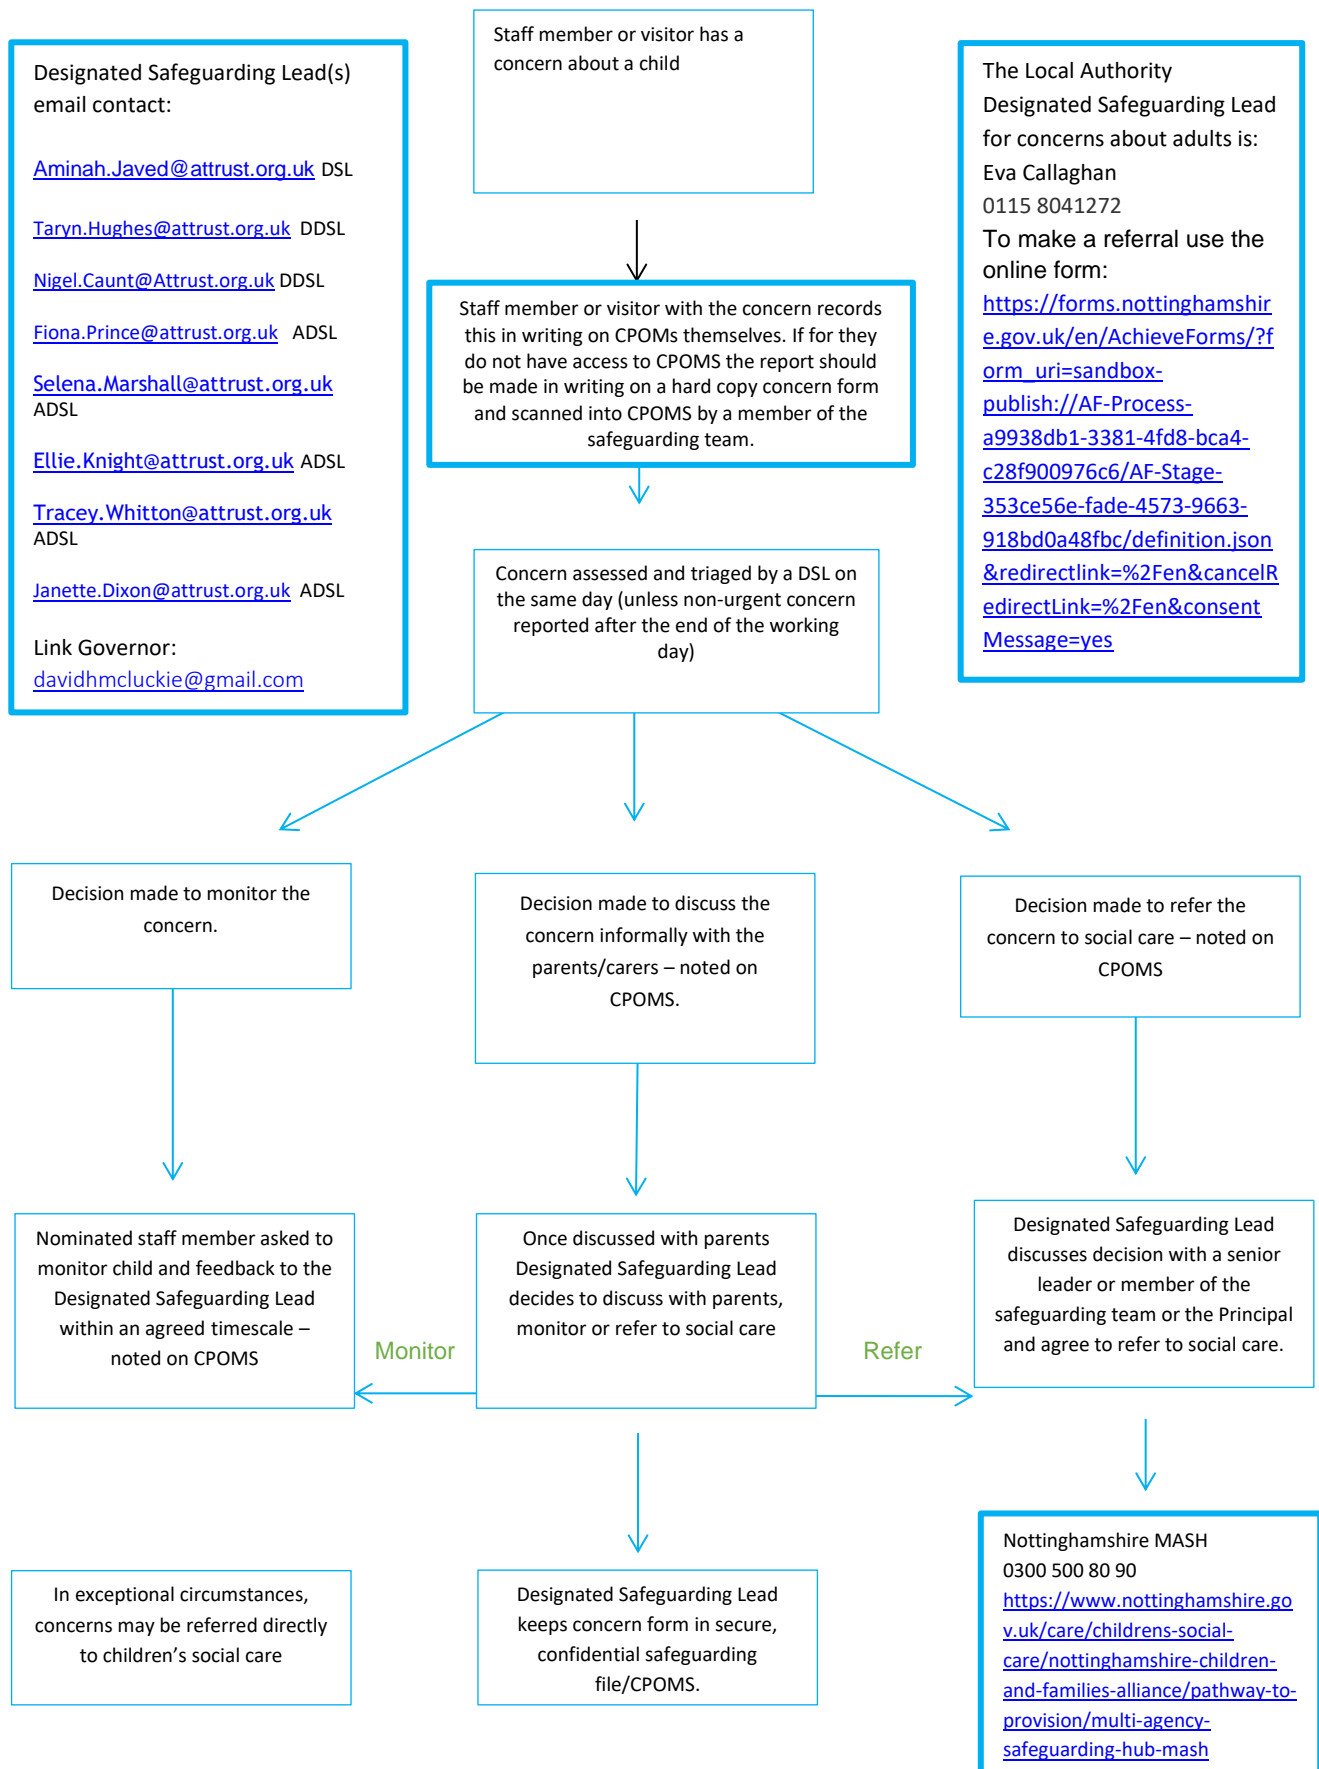 Staff member or visitor has a
concern about a child
Designated Safeguarding Lead(s)
email contact:
Aminah.Javed@attrust.org.uk DSL
Taryn.Hughes@attrust.org.uk DDSL
Nigel.Caunt@Attrust.org.uk DDSL
Fiona.Prince@attrust.org.uk ADSL
Selena.Marshall@attrust.org.uk
ADSL
Ellie.Knight@attrust.org.uk ADSL
Tracey.Whitton@attrust.org.uk
ADSL
Janette.Dixon@attrust.org.uk ADSL
Link Governor:
davidhmcluckie@gmail.com
The Local Authority
Designated Safeguarding Lead
for concerns about adults is:
Eva Callaghan
0115 8041272
To make a referral use the
online form:
https://forms.nottinghamshir
e.gov.uk/en/AchieveForms/?f
orm_uri=sandbox-
publish://AF-Process-
a9938db1-3381-4fd8-bca4-
c28f900976c6/AF-Stage-
353ce56e-fade-4573-9663-
918bd0a48fbc/definition.json
&redirectlink=%2Fen&cancelR
edirectLink=%2Fen&consent
Message=yes
Staff member or visitor with the concern records
this in writing on CPOMs themselves. If for they
do not have access to CPOMS the report should
be made in writing on a hard copy concern form
and scanned into CPOMS by a member of the
safeguarding team.
Concern assessed and triaged by a DSL on
the same day (unless non-urgent concern
reported after the end of the working
day)
Decision made to monitor the
concern.
Decision made to discuss the
concern informally with the
parents/carers – noted on
CPOMS.
Decision made to refer the
concern to social care – noted on
CPOMS
Nominated staff member asked to
monitor child and feedback to the
Designated Safeguarding Lead
within an agreed timescale –
noted on CPOMS
Monitor
Once discussed with parents
Designated Safeguarding Lead
decides to discuss with parents,
monitor or refer to social care
Refer
Designated Safeguarding Lead
discusses decision with a senior
leader or member of the
safeguarding team or the Principal
and agree to refer to social care.
In exceptional circumstances,
concerns may be referred directly
to children’s social care
Designated Safeguarding Lead
keeps concern form in secure,
confidential safeguarding
file/CPOMS.
Nottinghamshire MASH
0300 500 80 90
https://www.nottinghamshire.go
v.uk/care/childrens-social-
care/nottinghamshire-children-
and-families-alliance/pathway-to-
provision/multi-agency-
safeguarding-hub-mash